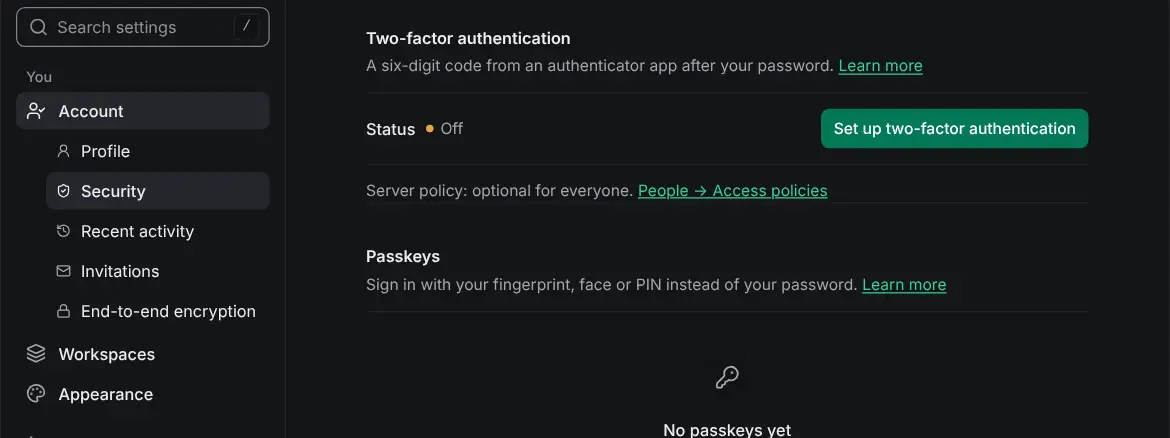 Search settings /
You
Account
Profile
Security
Recent activity
Invitations
End-to-end encryption
Workspaces
Appearance
Two-factor authentication
A six-digit code from an authenticator app after your password. Learn more
Status Off
Set up two-factor authentication
Server policy: optional for everyone. People → Access policies
Passkeys
Sign in with your fingerprint, face or PIN instead of your password. Learn more
No passkeys yet